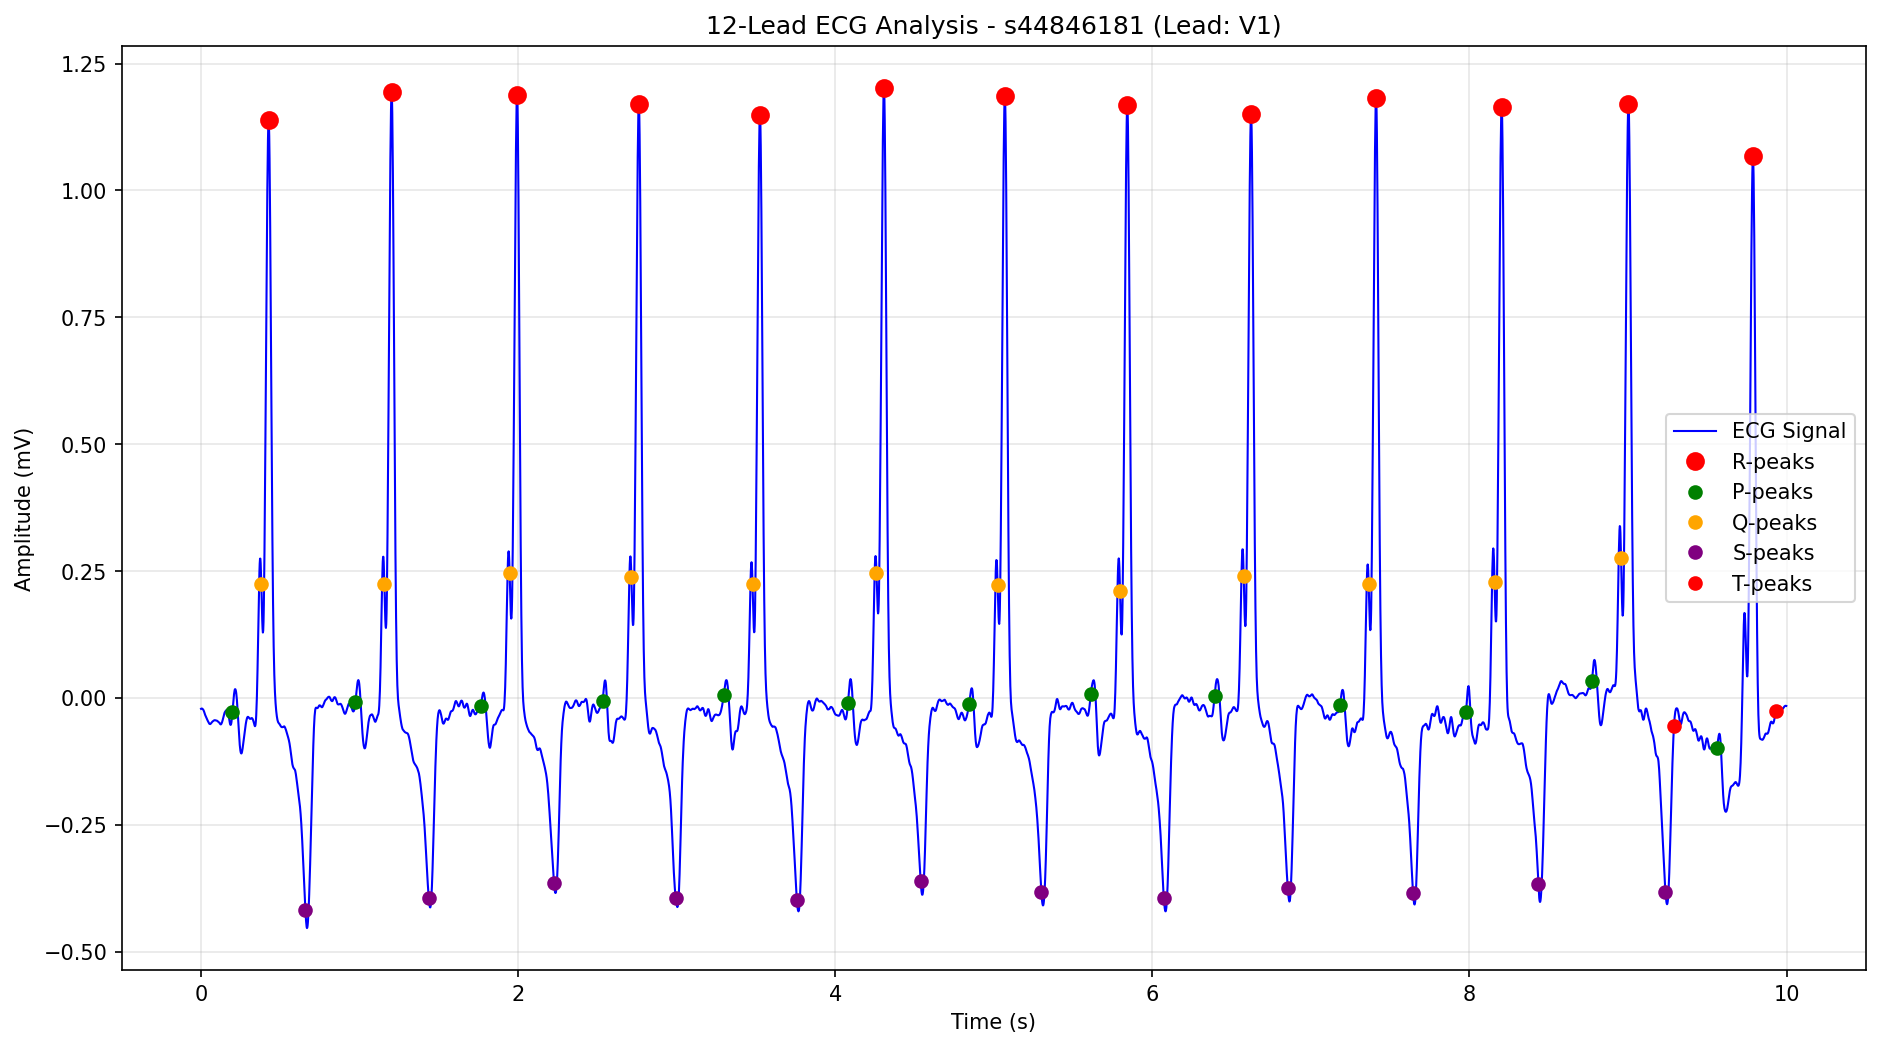 12-Lead ECG Analysis - s44846181 (Lead: V1)
1.25
1.00
0.75
0.50
0.25
0.00
−0.25
−0.50
Amplitude (mV)
ECG Signal
R-peaks
P-peaks
Q-peaks
S-peaks
T-peaks
0 2 4 6 8 10
Time (s)